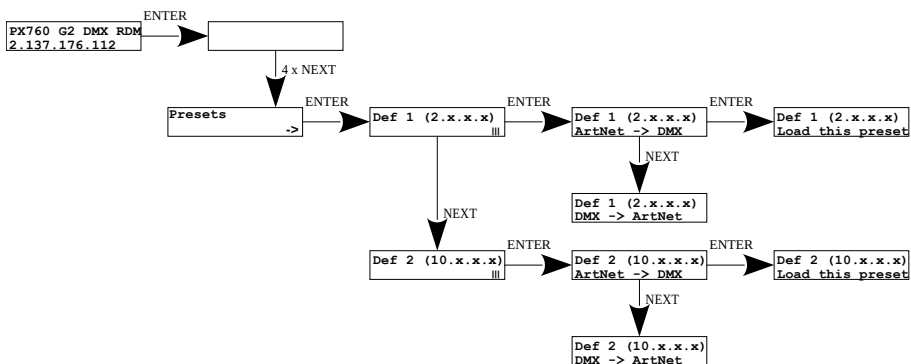 ENTER
PX760 G2 DMX RDM
2.137.176.112
4 x NEXT
Presets
->
ENTER
Def 1 (2.x.x.x)
ENTER
Def 1 (2.x.x.x)
ArtNet -> DMX
ENTER
Def 1 (2.x.x.x)
Load this preset
NEXT
Def 1 (2.x.x.x)
DMX -> ArtNet
NEXT
Def 2 (10.x.x.x)
ENTER
Def 2 (10.x.x.x)
ArtNet -> DMX
ENTER
Def 2 (10.x.x.x)
Load this preset
NEXT
Def 2 (10.x.x.x)
DMX -> ArtNet